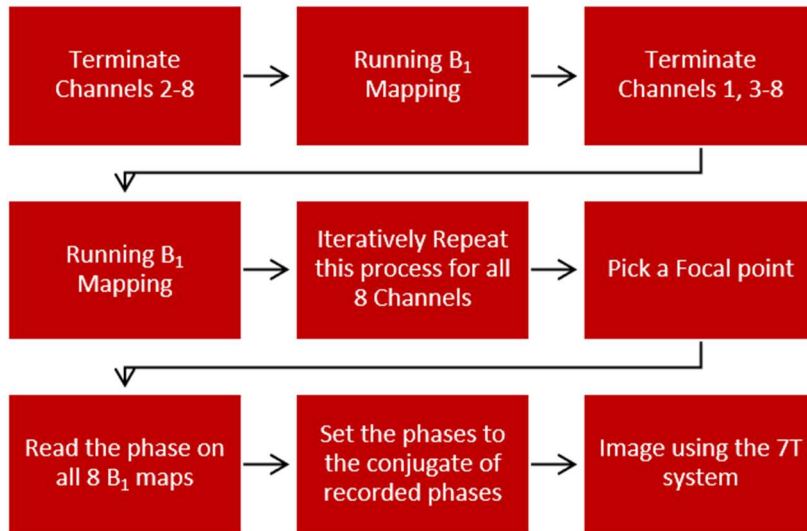 Terminate
Channels 2-8
Running B₁
Mapping
Terminate
Channels 1, 3-8
Running B₁
Mapping
Iteratively Repeat
this process for all
8 Channels
Pick a Focal point
Read the phase on
all 8 B₁ maps
Set the phases to
the conjugate of
recorded phases
Image using the 7T
system